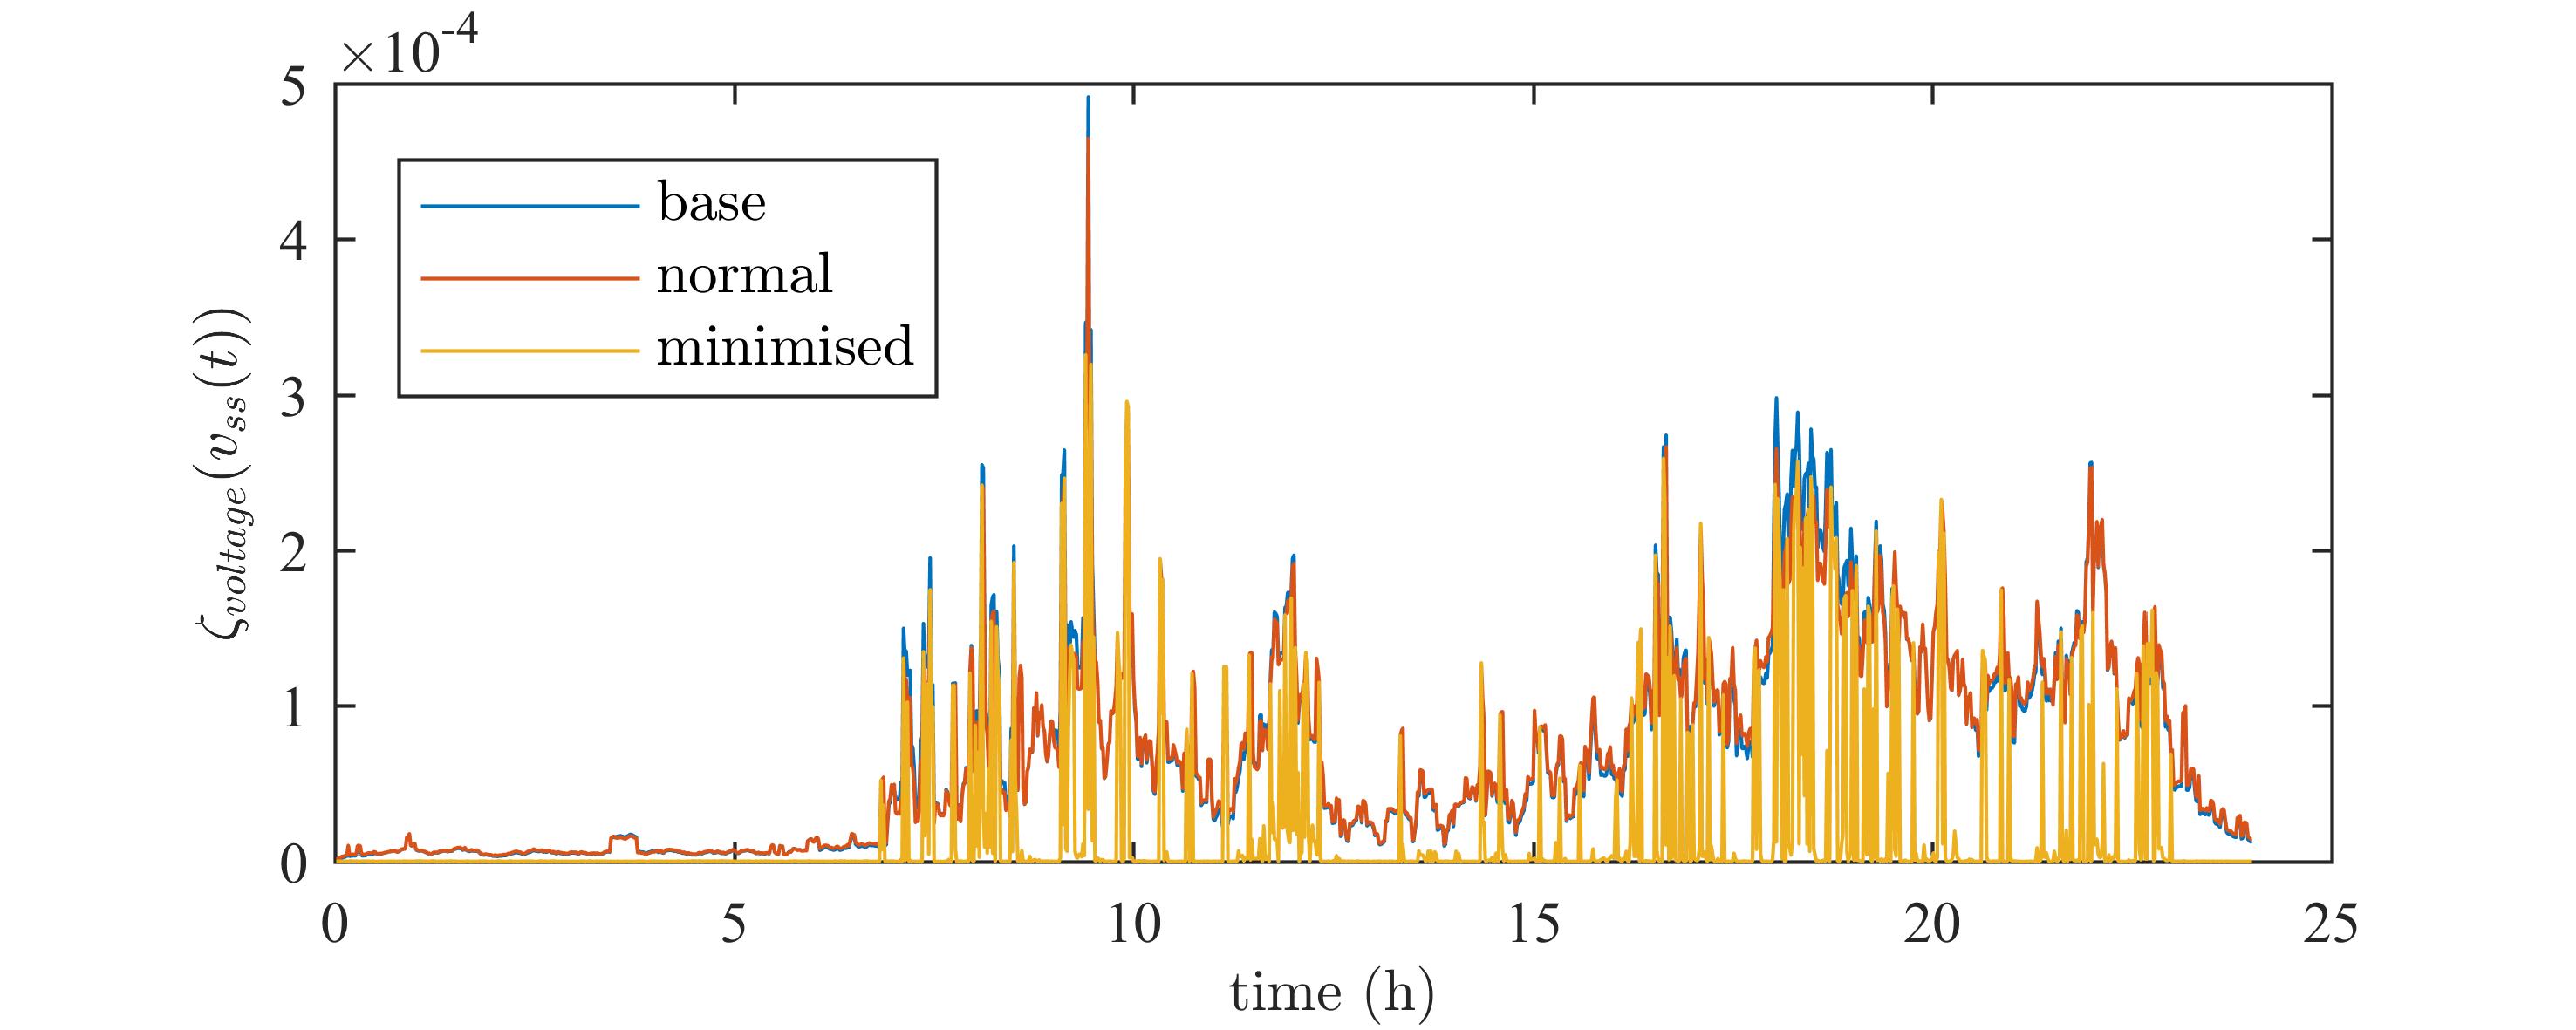 ×10^-4
5
4
3
2
1
0
ζ_voltage(v_ss(t))
base
normal
minimised
0 5 10 15 20 25
time (h)